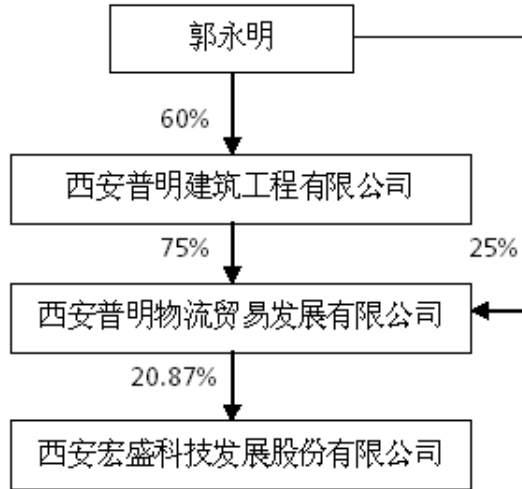 郭永明
60%
西安普明建筑工程有限公司
75%
25%
西安普明物流贸易发展有限公司
20.87%
西安宏盛科技发展股份有限公司